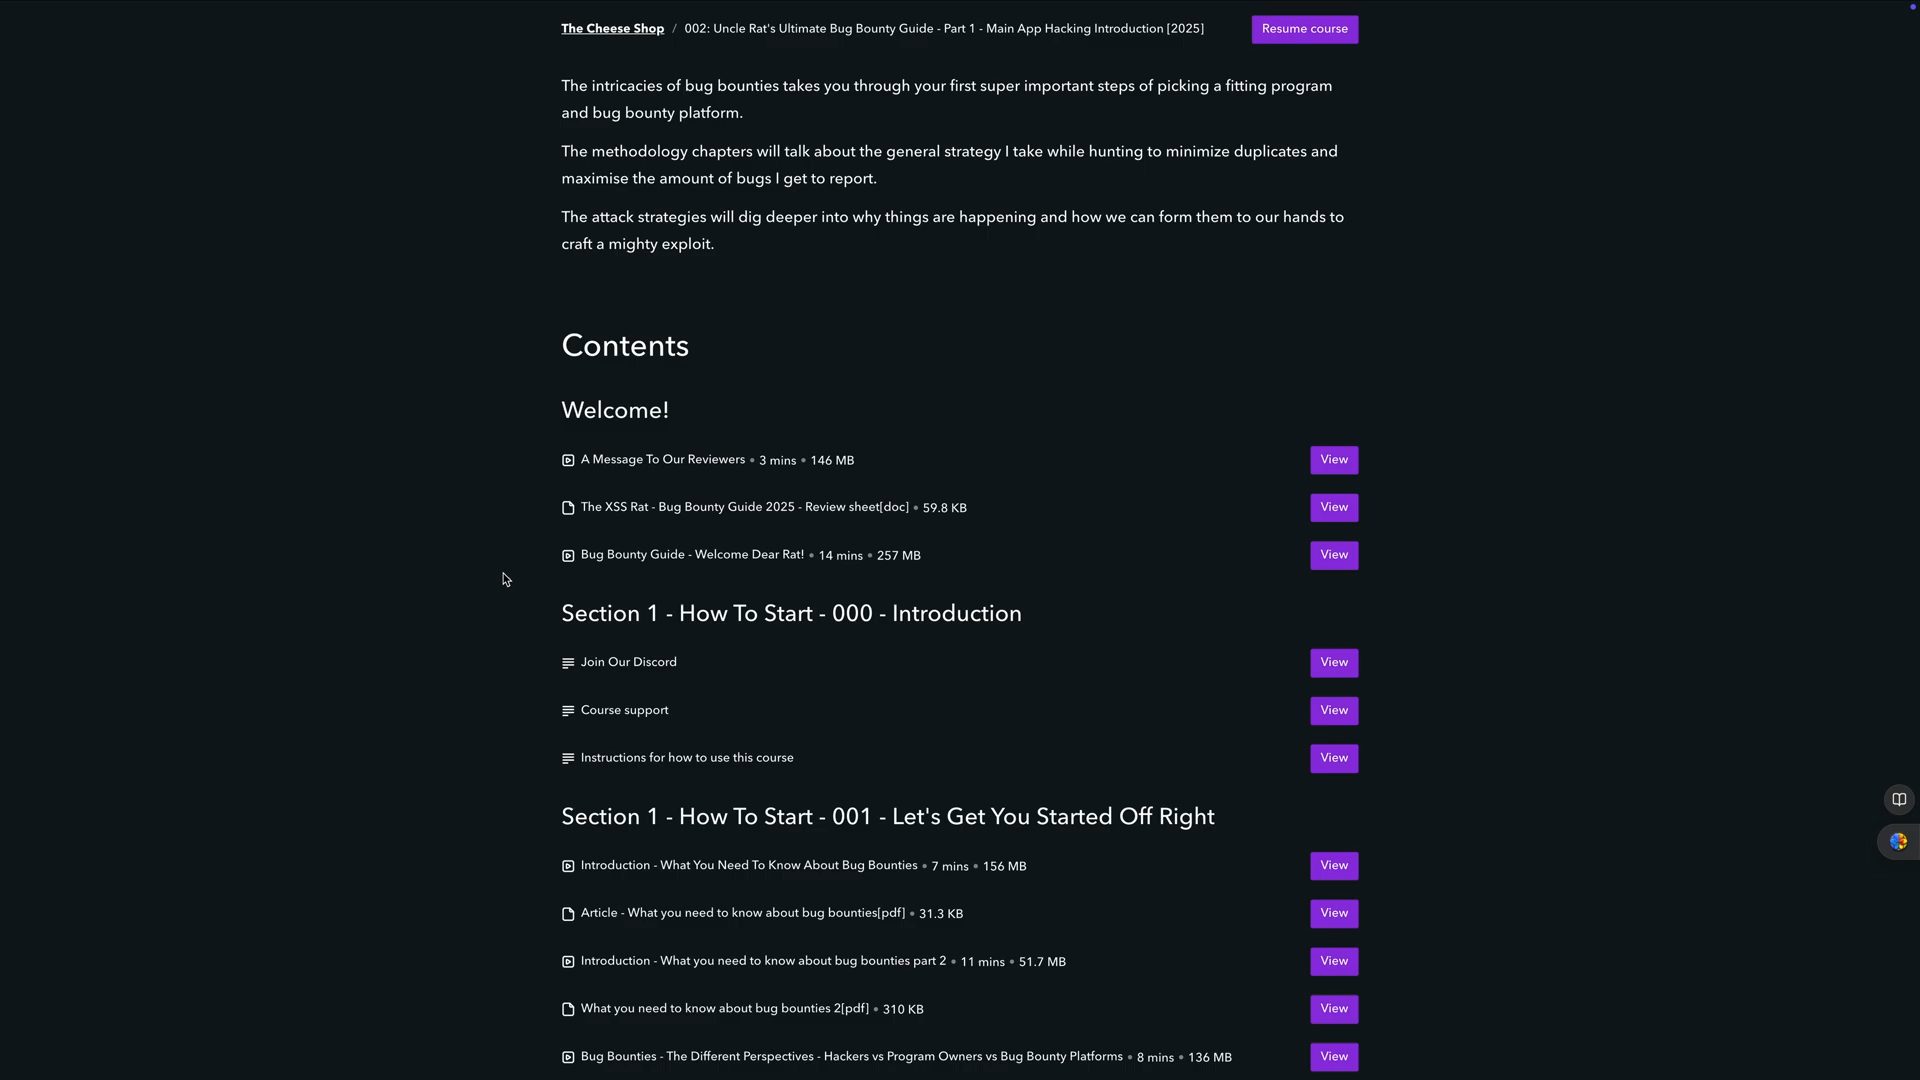 The Cheese Shop / 002: Uncle Rat's Ultimate Bug Bounty Guide - Part 1 - Main App Hacking Introduction [2025] Resume course
The intricacies of bug bounties takes you through your first super important steps of picking a fitting program
and bug bounty platform.
The methodology chapters will talk about the general strategy I take while hunting to minimize duplicates and
maximise the amount of bugs I get to report.
The attack strategies will dig deeper into why things are happening and how we can form them to our hands to
craft a mighty exploit.
Contents
Welcome!
A Message To Our Reviewers • 3 mins • 146 MB View
The XSS Rat - Bug Bounty Guide 2025 - Review sheet[doc] • 59.8 KB View
Bug Bounty Guide - Welcome Dear Rat! • 14 mins • 257 MB View
Section 1 - How To Start - 000 - Introduction
Join Our Discord View
Course support View
Instructions for how to use this course View
Section 1 - How To Start - 001 - Let's Get You Started Off Right
Introduction - What You Need To Know About Bug Bounties • 7 mins • 156 MB View
Article - What you need to know about bug bounties[pdf] • 31.3 KB View
Introduction - What you need to know about bug bounties part 2 • 11 mins • 51.7 MB View
What you need to know about bug bounties 2[pdf] • 310 KB View
Bug Bounties - The Different Perspectives - Hackers vs Program Owners vs Bug Bounty Platforms • 8 mins • 136 MB View